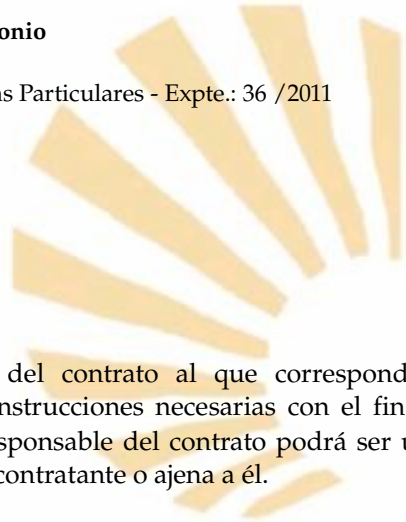 onio
as Particulares - Expte.: 36 /2011
del contrato al que correspond
nstrucciones necesarias con el fin
sponsable del contrato podrá ser u
contratante o ajena a él.